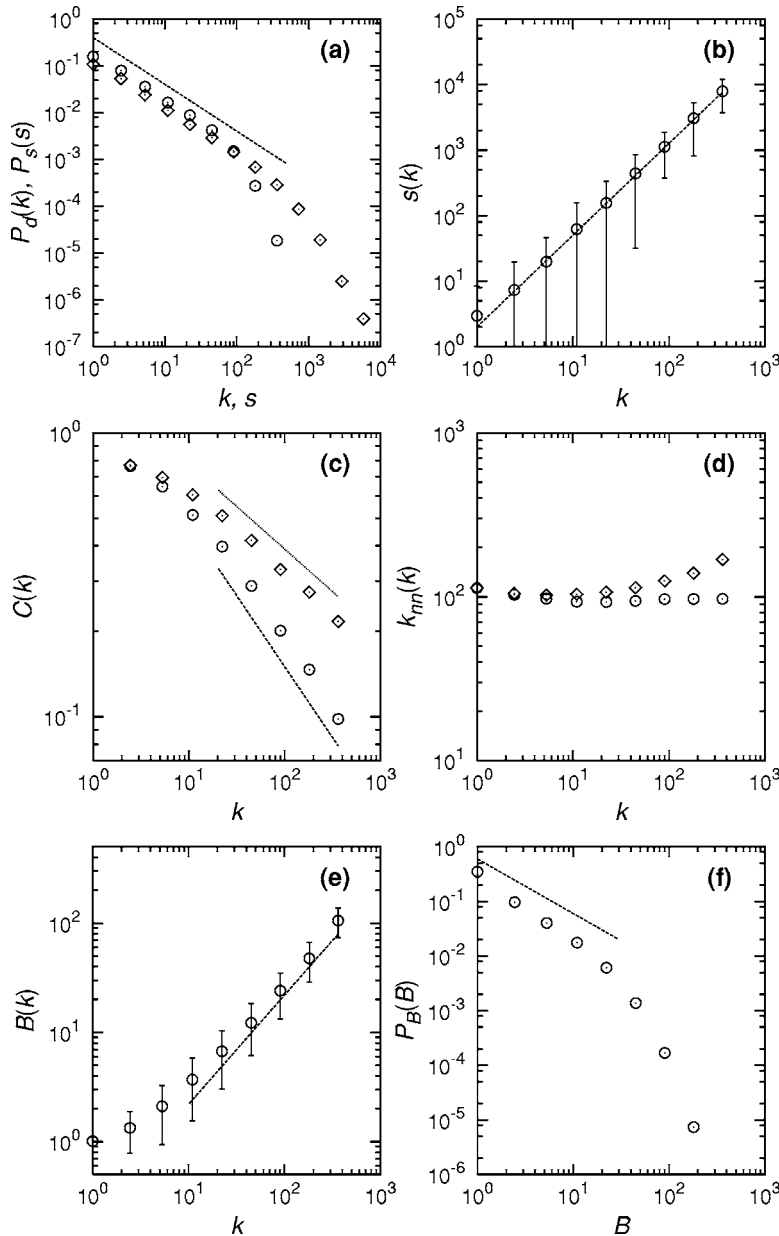 (a)
P_d(k), P_s(s)
10^0
10^-1
10^-2
10^-3
10^-4
10^-5
10^-6
10^-7
10^0 10^1 10^2 10^3 10^4
k, s
(b)
s(k)
10^5
10^4
10^3
10^2
10^1
10^0
10^0 10^1 10^2 10^3
k
(c)
C(k)
10^0
10^-1
10^0 10^1 10^2 10^3
k
(d)
k_nn(k)
10^3
10^2
10^1
10^0 10^1 10^2 10^3
k
(e)
B(k)
10^2
10^1
10^0
10^0 10^1 10^2 10^3
k
(f)
P_B(B)
10^0
10^-1
10^-2
10^-3
10^-4
10^-5
10^-6
10^0 10^1 10^2 10^3
B